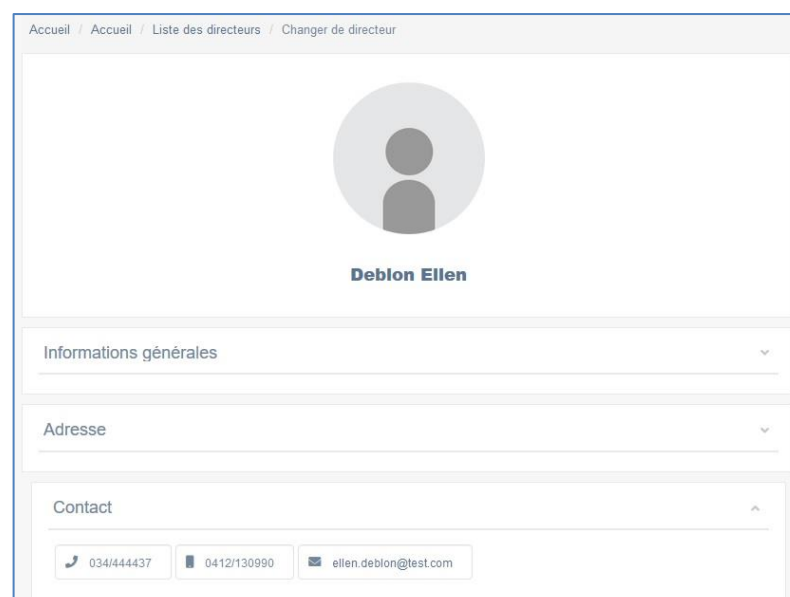 Accueil / Accueil / Liste des directeurs / Changer de directeur
Deblon Ellen
Informations générales
Adresse
Contact
034/444437 0412/130990 ellen.deblon@test.com